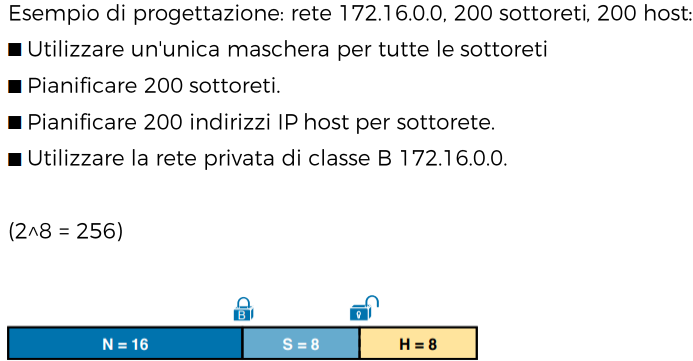 Esempio di progettazione: rete 172.16.0.0, 200 sottoreti, 200 host:
■ Utilizzare un'unica maschera per tutte le sottoreti
■ Pianificare 200 sottoreti.
■ Pianificare 200 indirizzi IP host per sottorete.
■ Utilizzare la rete privata di classe B 172.16.0.0.
(2^8 = 256)
B
N = 16 S = 8 H = 8